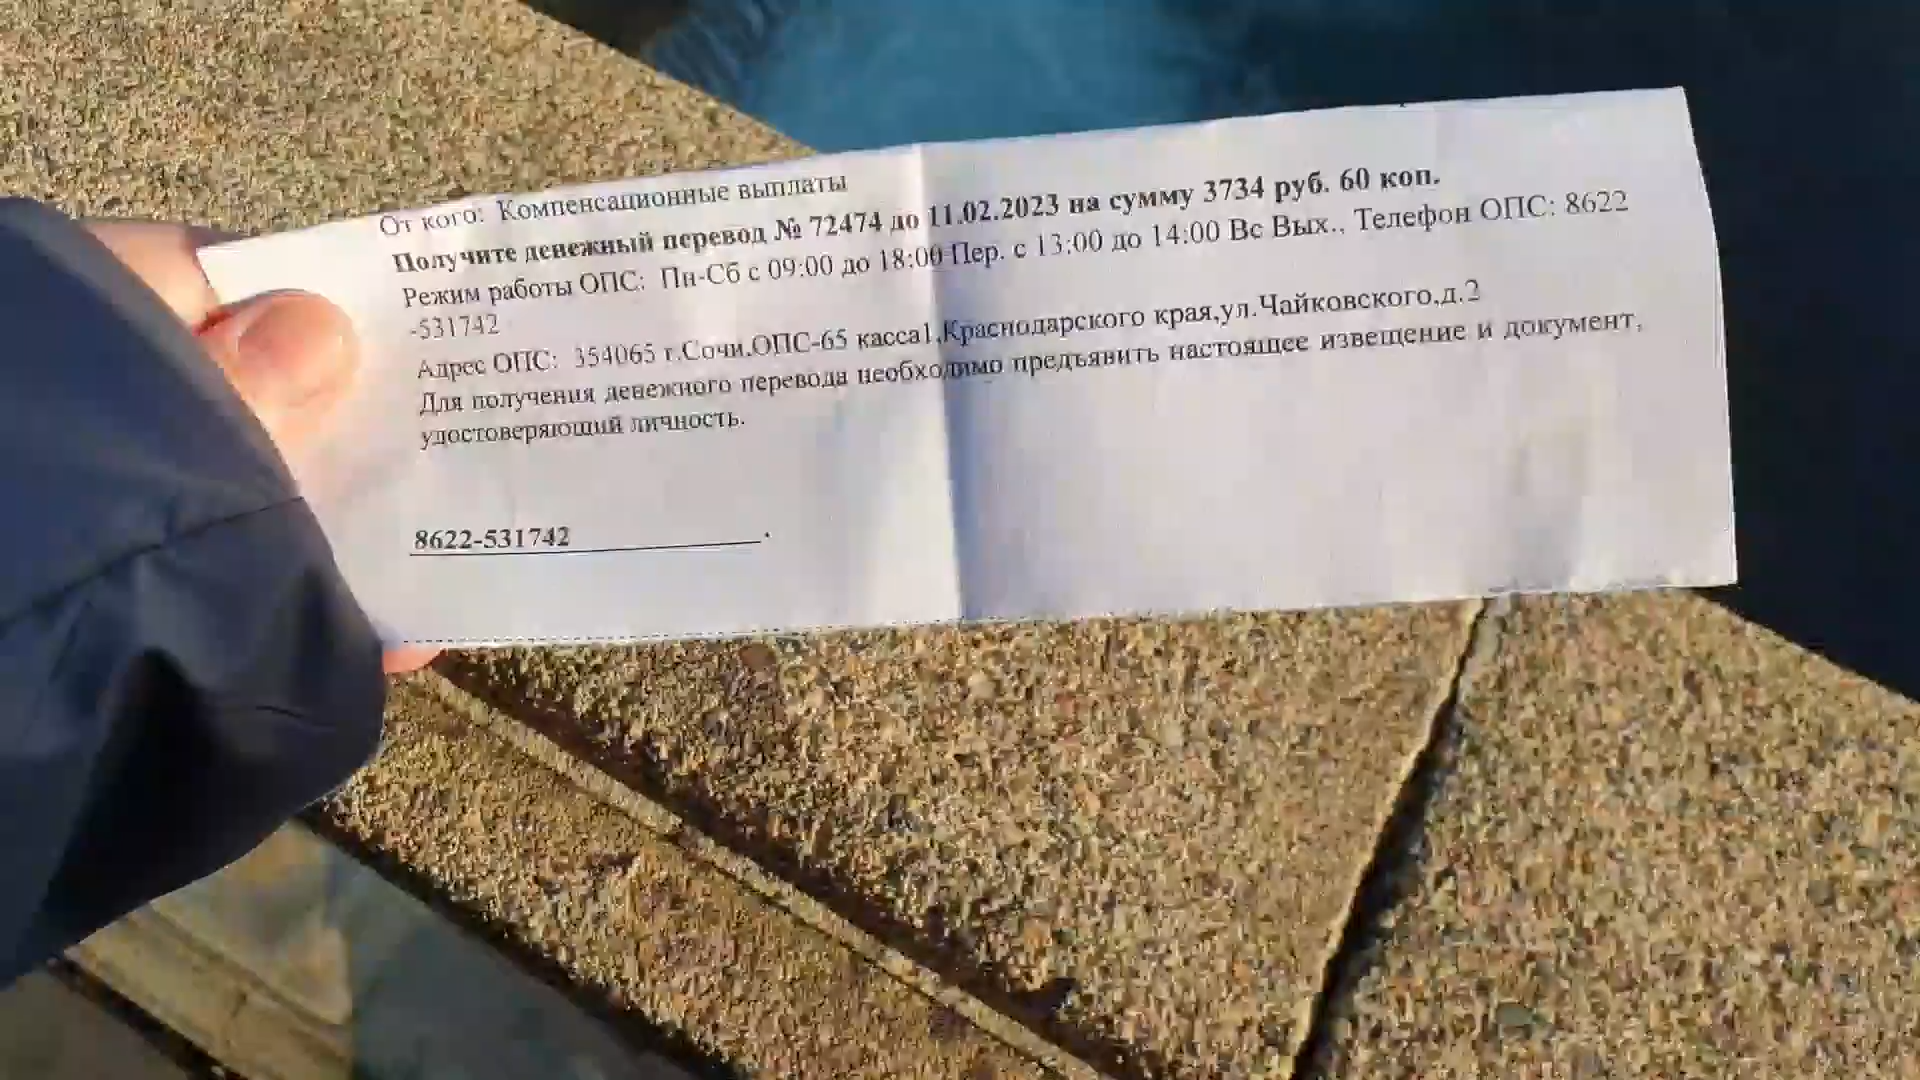 От кого: Компенсационные выплаты
Получите денежный перевод № 72474 до 11.02.2023 на сумму 3734 руб. 60 коп.
Режим работы ОПС: Пн-Сб с 09:00 до 18:00 Пер. с 13:00 до 14:00 Вс Вых., Телефон ОПС: 8622
-531742
Адрес ОПС: 354065 г.Сочи,ОПС-65 касса1,Краснодарского края,ул.Чайковского,д.2
Для получения денежного перевода необходимо предъявить настоящее извещение и документ,
удостоверяющий личность.
8622-531742.